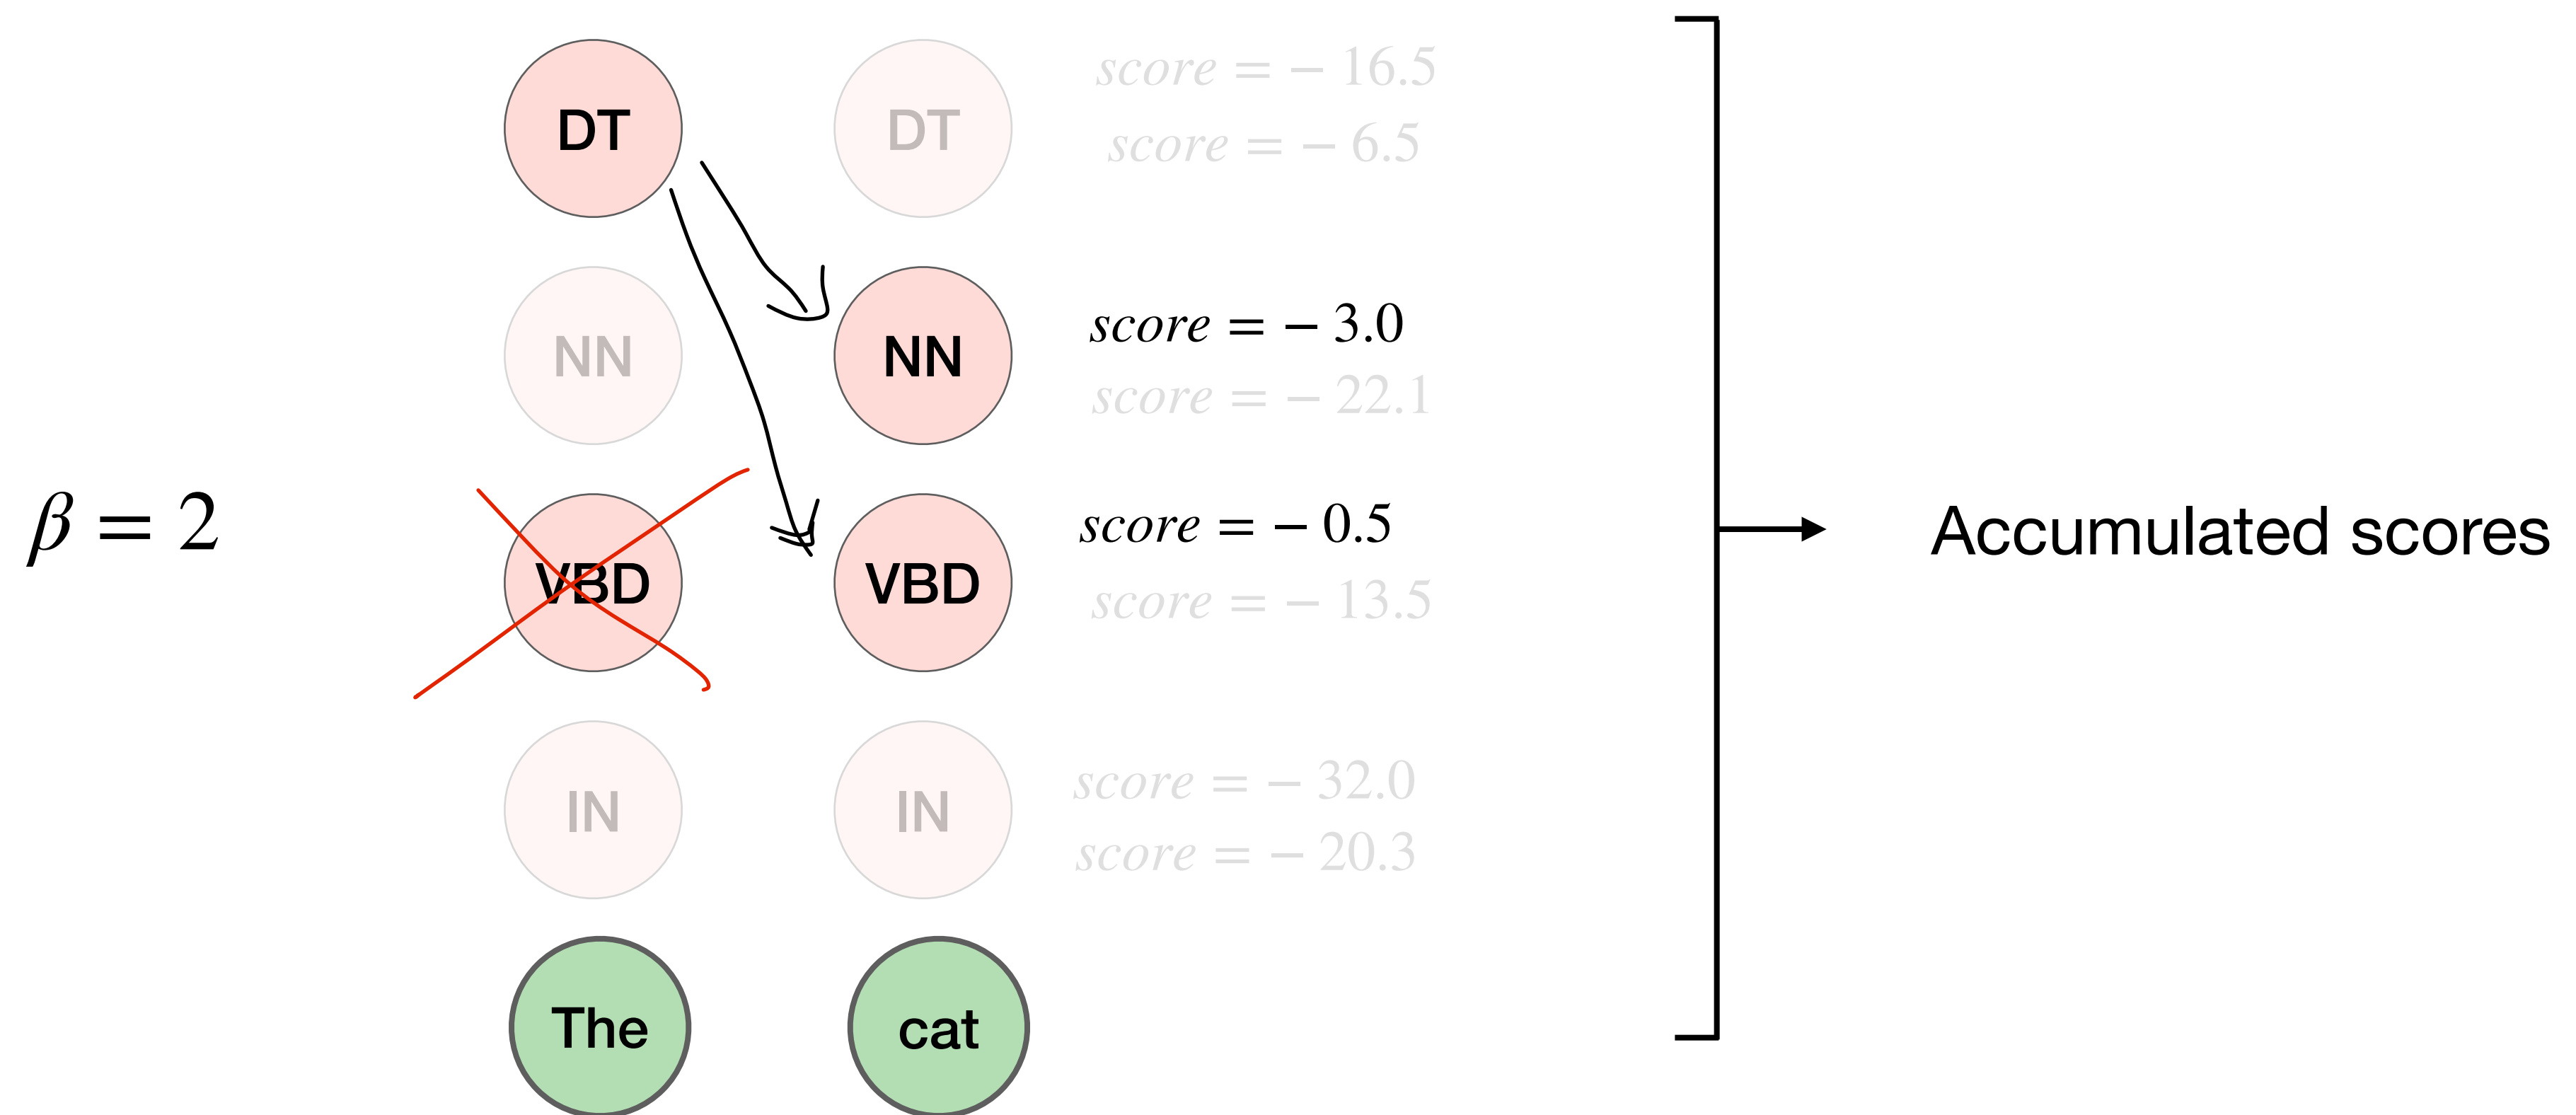 DT DT
score = − 16.5
score = − 6.5
NN NN
score = − 3.0
score = − 22.1
β = 2
VBD VBD
score = − 0.5
score = − 13.5
Accumulated scores
IN IN
score = − 32.0
score = − 20.3
The cat